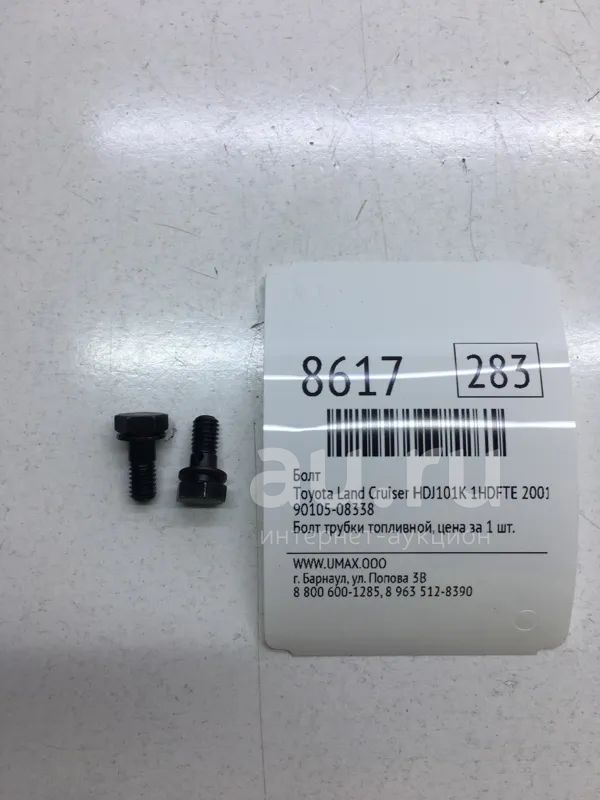 8617 283
Болт
Toyota Land Cruiser HDJ101K 1HDFTE 2001
90105-08338
Болт трубки топливной, цена за 1 шт.
WWW.UMAX.OOO
г. Барнаул, ул. Попова 3В
8 800 600-1285, 8 963 512-8390
au.ru
интернет-аукцион